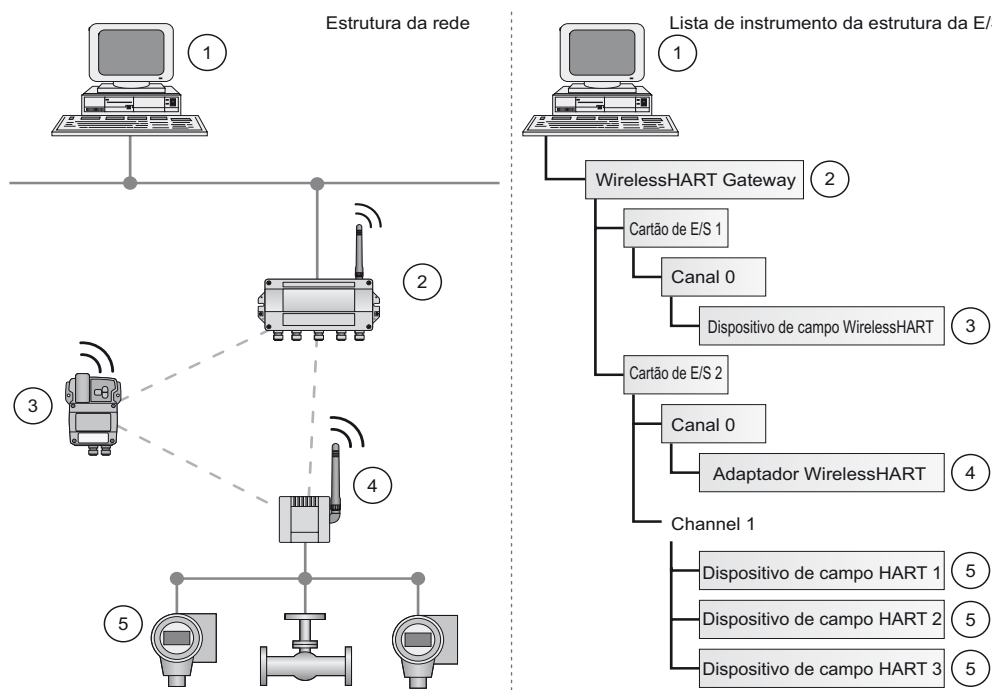 Estrutura da rede
1
2
3
4
5
Lista de instrumento da estrutura da E/
1
WirelessHART Gateway 2
Cartão de E/S 1
Canal 0
Dispositivo de campo WirelessHART 3
Cartão de E/S 2
Canal 0
Adaptador WirelessHART 4
Channel 1
Dispositivo de campo HART 1 5
Dispositivo de campo HART 2 5
Dispositivo de campo HART 3 5